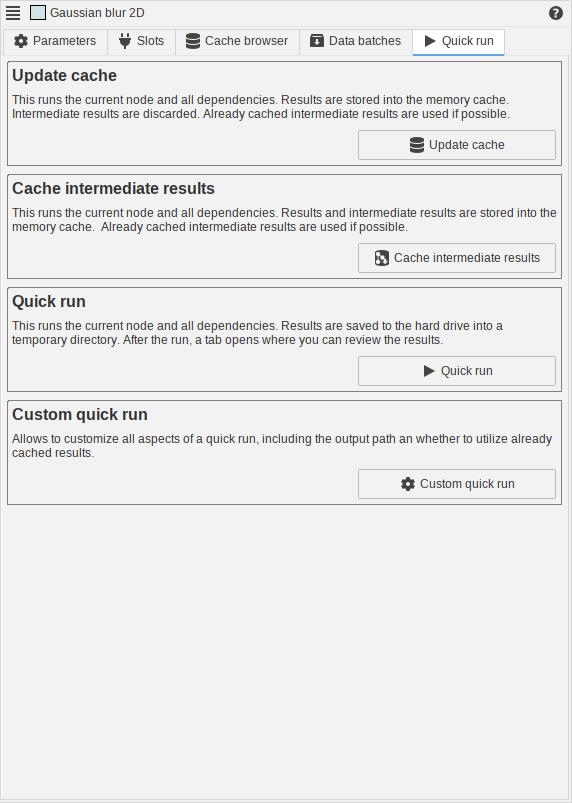 Gaussian blur 2D
Parameters Slots Cache browser Data batches Quick run
Update cache
This runs the current node and all dependencies. Results are stored into the memory cache.
Intermediate results are discarded. Already cached intermediate results are used if possible.
Update cache
Cache intermediate results
This runs the current node and all dependencies. Results and intermediate results are stored into the
memory cache.  Already cached intermediate results are used if possible.
Cache intermediate results
Quick run
This runs the current node and all dependencies. Results are saved to the hard drive into a
temporary directory. After the run, a tab opens where you can review the results.
Quick run
Custom quick run
Allows to customize all aspects of a quick run, including the output path an whether to utilize already
cached results.
Custom quick run